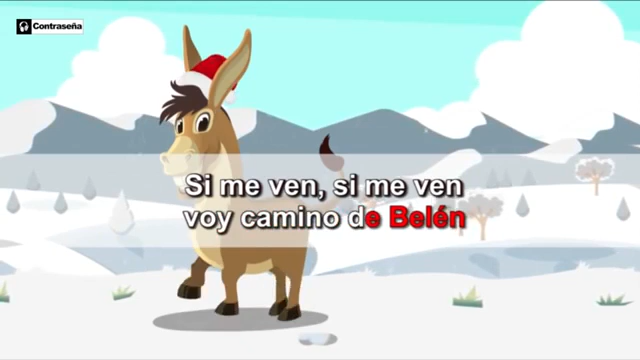 Contraseña
Si me ven, si me ven
voy camino de Belén